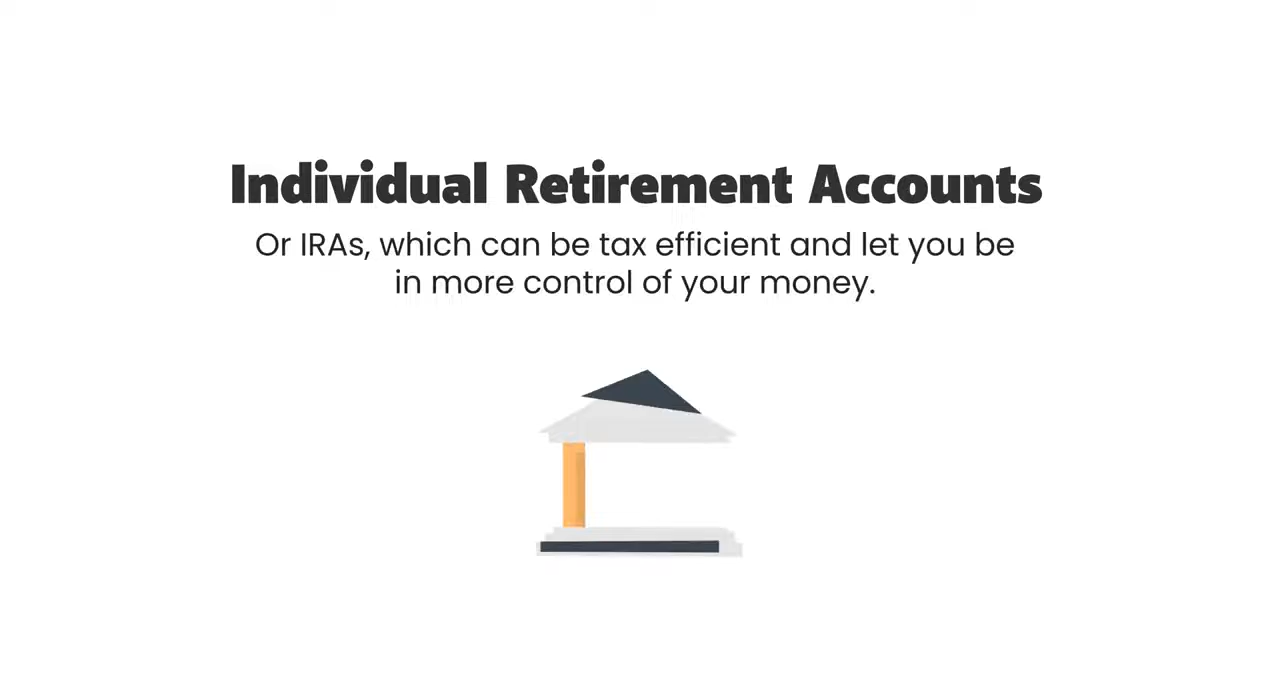 Individual Retirement Accounts
Or IRAs, which can be tax efficient and let you be
in more control of your money.